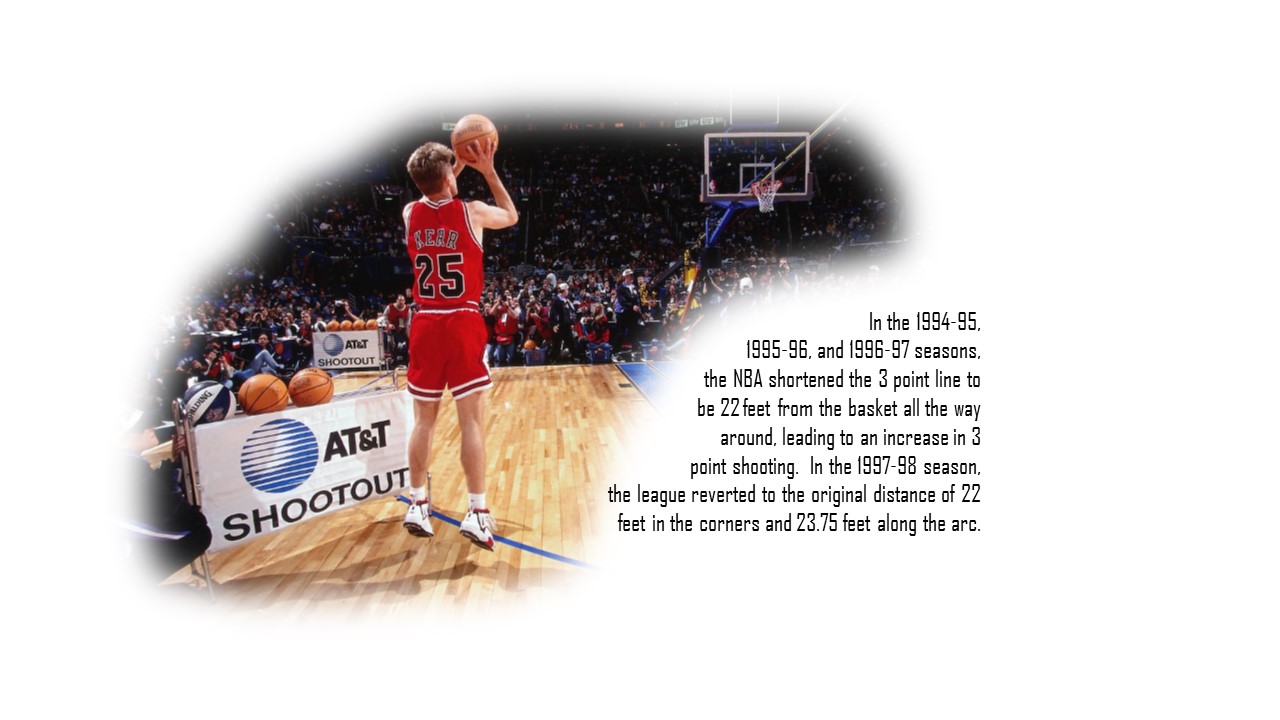 KERR
25
AT&T
SHOOTOUT
SPALDING
AT&T
SHOOTOUT
In the 1994-95,
1995-96, and 1996-97 seasons,
the NBA shortened the 3 point line to
be 22 feet from the basket all the way
around, leading to an increase in 3
point shooting.  In the 1997-98 season,
the league reverted to the original distance of 22
feet in the corners and 23.75 feet along the arc.